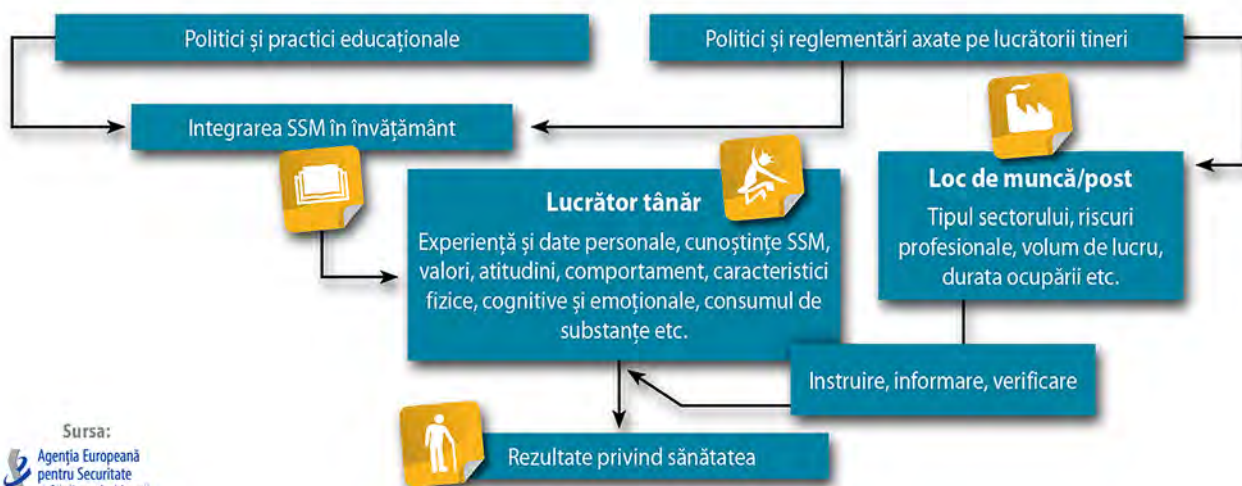 Politici și practici educaționale
Politici și reglementări axate pe lucrătorii tineri
Integrarea SSM în învățământ
Lucrător tânăr
Experiență și date personale, cunoștințe SSM,
valori, atitudini, comportament, caracteristici
fizice, cognitive și emoționale, consumul de
substanțe etc.
Loc de muncă/post
Tipul sectorului, riscuri
profesionale, volum de lucru,
durata ocupării etc.
Instruire, informare, verificare
Rezultate privind sănătatea
Sursa:
Agenția Europeană
pentru Securitate